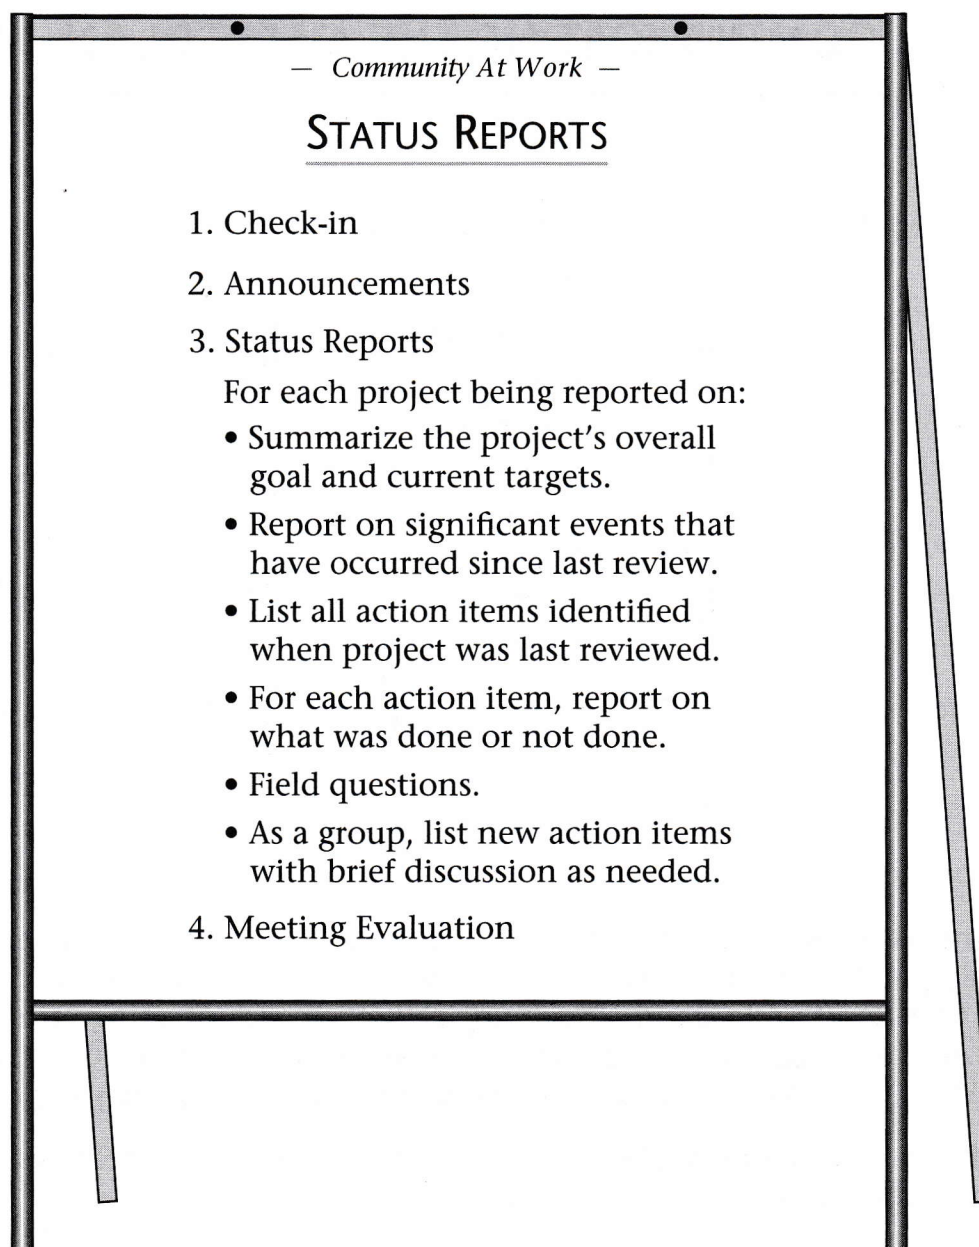 — Community At Work —
STATUS REPORTS
1. Check-in
2. Announcements
3. Status Reports
For each project being reported on:
• Summarize the project's overall
goal and current targets.
• Report on significant events that
have occurred since last review.
• List all action items identified
when project was last reviewed.
• For each action item, report on
what was done or not done.
• Field questions.
• As a group, list new action items
with brief discussion as needed.
4. Meeting Evaluation